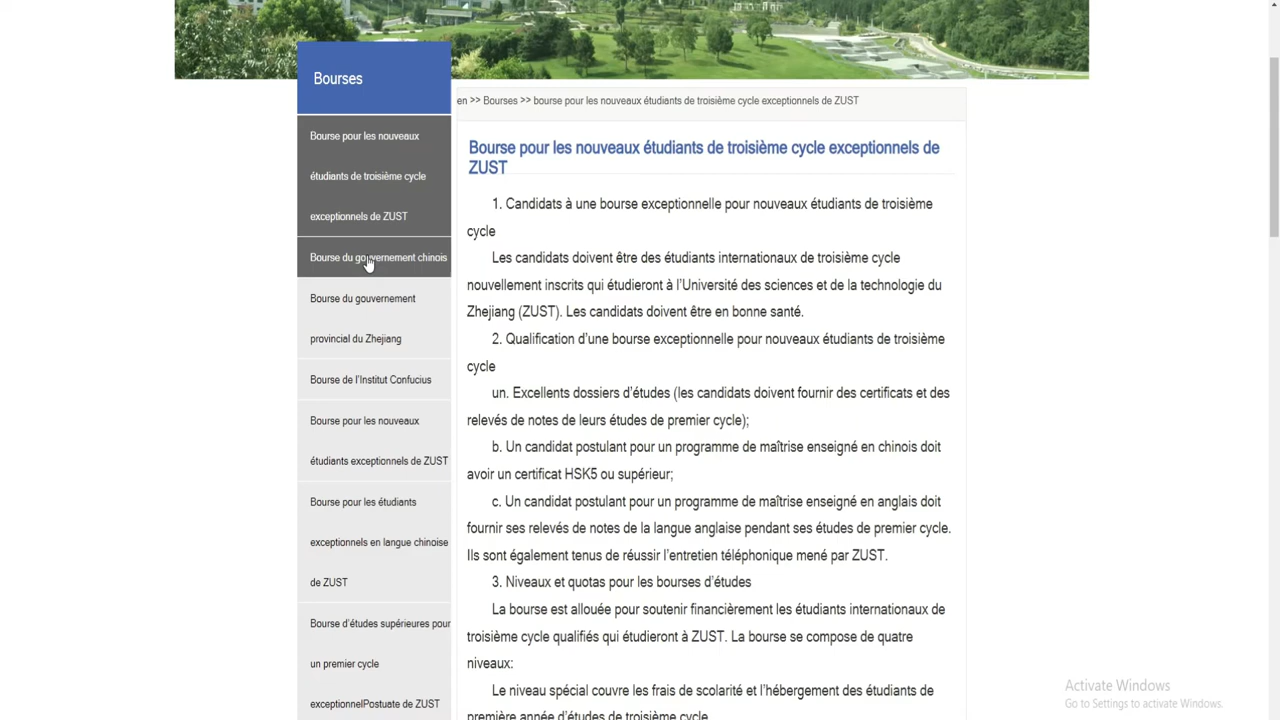 Bourses
Bourse pour les nouveaux
étudiants de troisième cycle
exceptionnels de ZUST
Bourse du gouvernement chinois
Bourse du gouvernement
provincial du Zhejiang
Bourse de l'Institut Confucius
Bourse pour les nouveaux
étudiants exceptionnels de ZUST
Bourse pour les étudiants
exceptionnels en langue chinoise
de ZUST
Bourse d'études supérieures pour
un premier cycle
exceptionnelPostuate de ZUST
en >> Bourses >> bourse pour les nouveaux étudiants de troisième cycle exceptionnels de ZUST
Bourse pour les nouveaux étudiants de troisième cycle exceptionnels de
ZUST
1. Candidats à une bourse exceptionnelle pour nouveaux étudiants de troisième
cycle
Les candidats doivent être des étudiants internationaux de troisième cycle
nouvellement inscrits qui étudieront à l'Université des sciences et de la technologie du
Zhejiang (ZUST). Les candidats doivent être en bonne santé.
2. Qualification d'une bourse exceptionnelle pour nouveaux étudiants de troisième
cycle
un. Excellents dossiers d'études (les candidats doivent fournir des certificats et des
relevés de notes de leurs études de premier cycle);
b. Un candidat postulant pour un programme de maîtrise enseigné en chinois doit
avoir un certificat HSK5 ou supérieur;
c. Un candidat postulant pour un programme de maîtrise enseigné en anglais doit
fournir ses relevés de notes de la langue anglaise pendant ses études de premier cycle.
Ils sont également tenus de réussir l'entretien téléphonique mené par ZUST.
3. Niveaux et quotas pour les bourses d'études
La bourse est allouée pour soutenir financièrement les étudiants internationaux de
troisième cycle qualifiés qui étudieront à ZUST. La bourse se compose de quatre
niveaux:
Le niveau spécial couvre les frais de scolarité et l'hébergement des étudiants de
première année d'études de troisième cycle.
Activate Windows
Go to Settings to activate Windows.